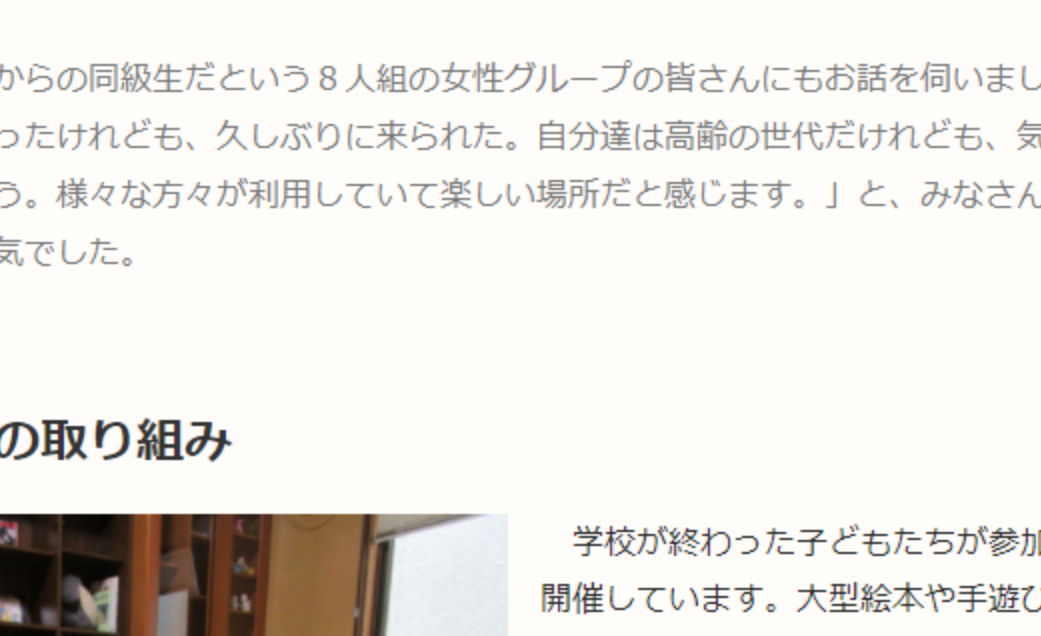 からの同級生だという８人組の女性グループの皆さんにもお話を伺いまし
ったけれども、久しぶりに来られた。自分達は高齢の世代だけれども、気
う。様々な方々が利用していて楽しい場所だと感じます。」と、みなさん
気でした。
の取り組み
学校が終わった子どもたちが参加
開催しています。大型絵本や手遊び